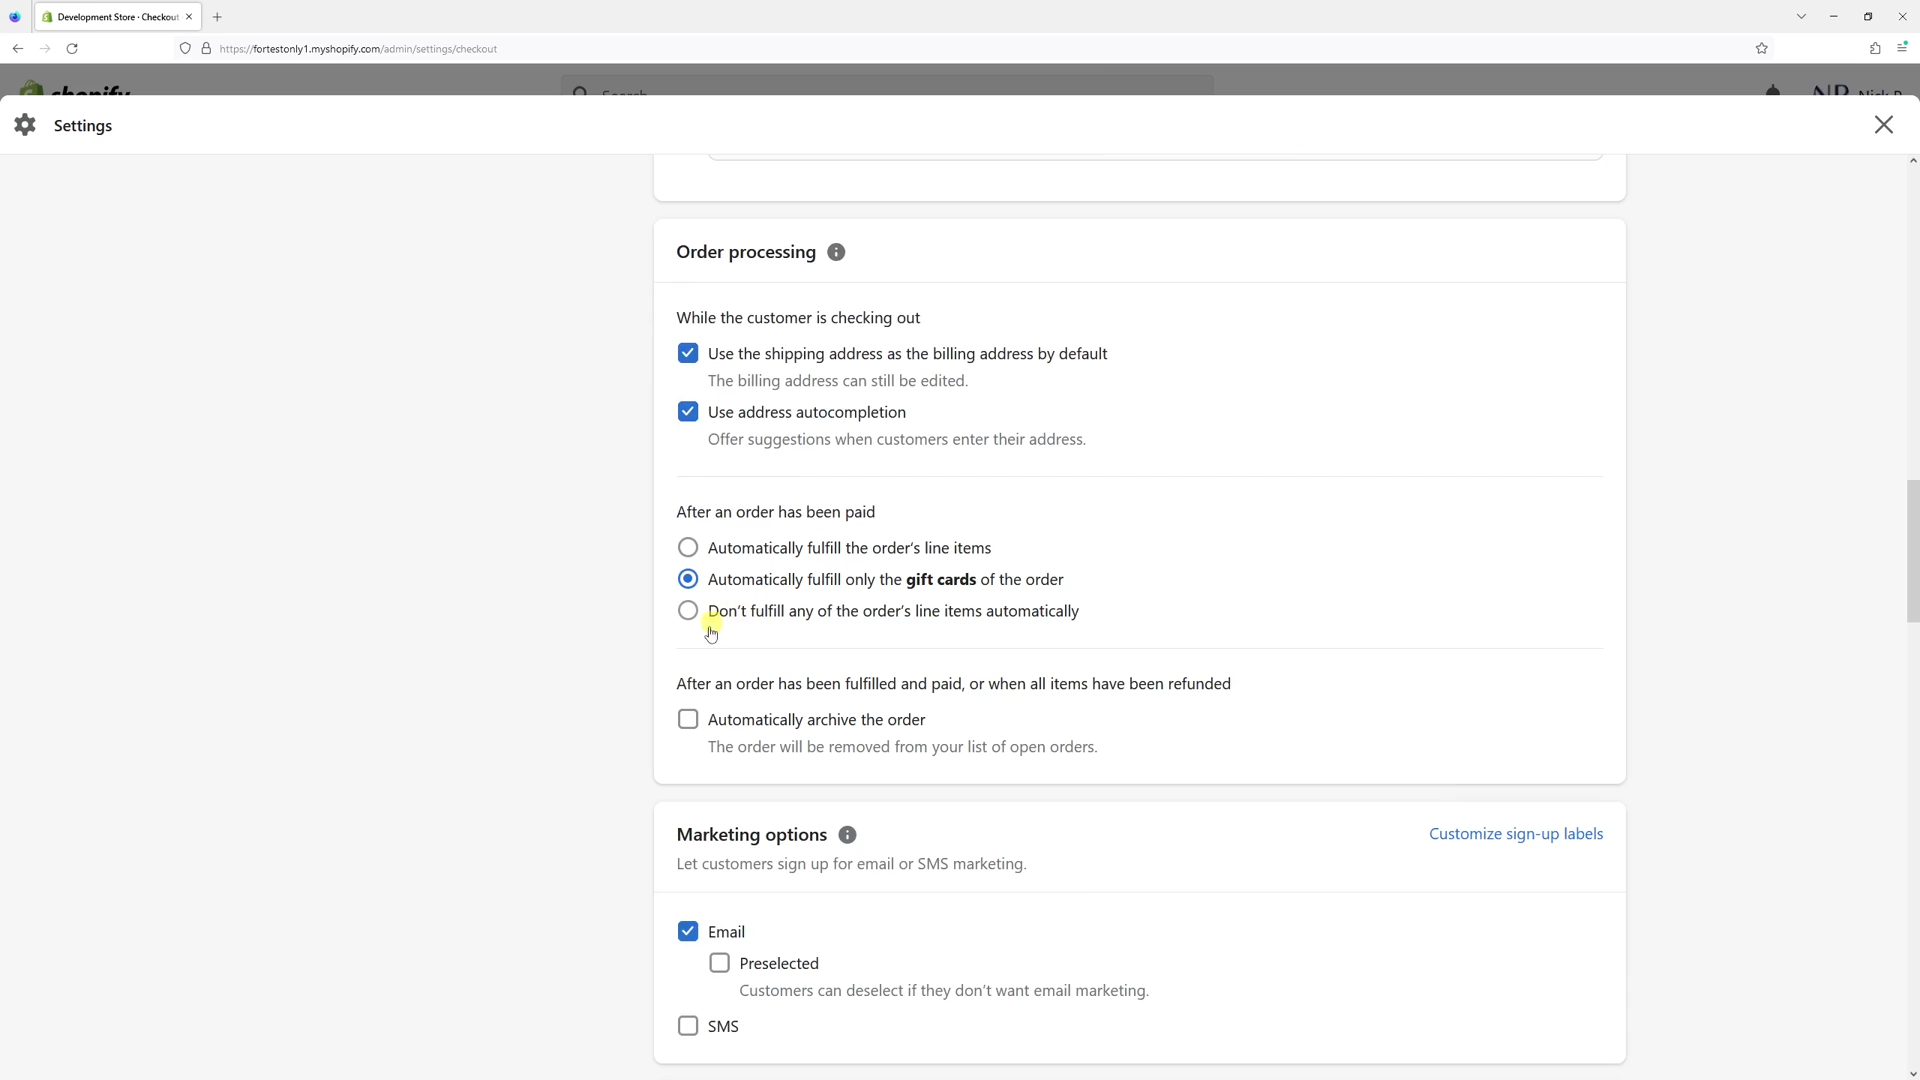 Development Store · Checkout
https://fortestonly1.myshopify.com/admin/settings/checkout
shopify
Search
Nick P
Settings
Order processing
While the customer is checking out
Use the shipping address as the billing address by default
The billing address can still be edited.
Use address autocompletion
Offer suggestions when customers enter their address.
After an order has been paid
Automatically fulfill the order's line items
Automatically fulfill only the gift cards of the order
Don't fulfill any of the order's line items automatically
After an order has been fulfilled and paid, or when all items have been refunded
Automatically archive the order
The order will be removed from your list of open orders.
Marketing options
Customize sign-up labels
Let customers sign up for email or SMS marketing.
Email
Preselected
Customers can deselect if they don't want email marketing.
SMS